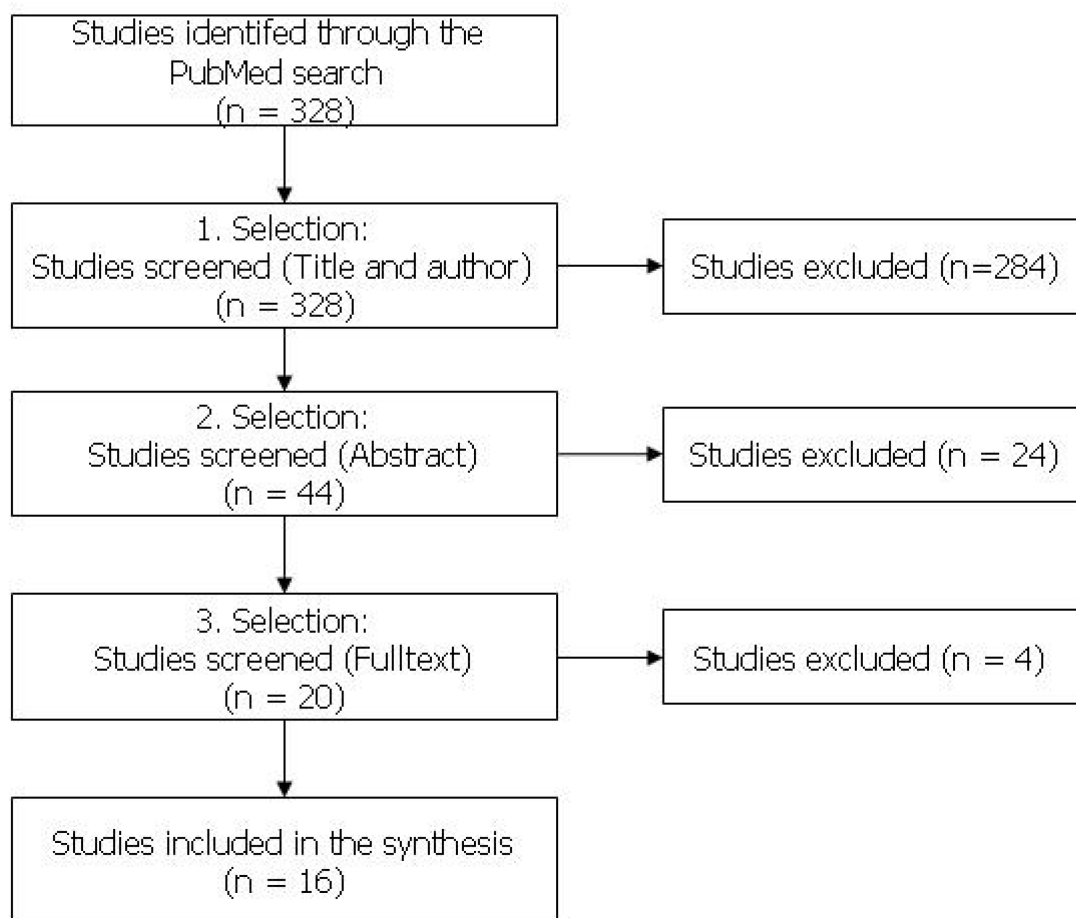 Studies identifed through the
PubMed search
(n = 328)
1. Selection:
Studies screened (Title and author)
(n = 328)
Studies excluded (n=284)
2. Selection:
Studies screened (Abstract)
(n = 44)
Studies excluded (n = 24)
3. Selection:
Studies screened (Fulltext)
(n = 20)
Studies excluded (n = 4)
Studies included in the synthesis
(n = 16)